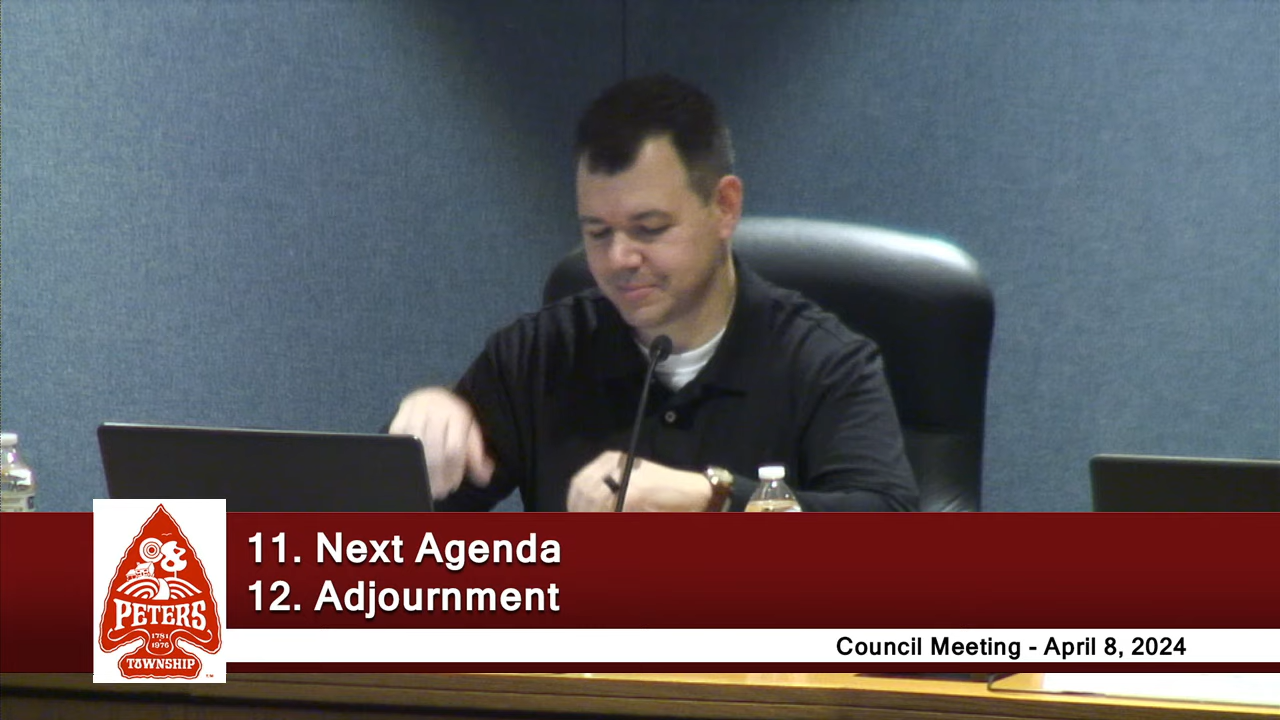 11. Next Agenda
12. Adjournment
Council Meeting - April 8, 2024
PETERS
1781
1976
TOWNSHIP